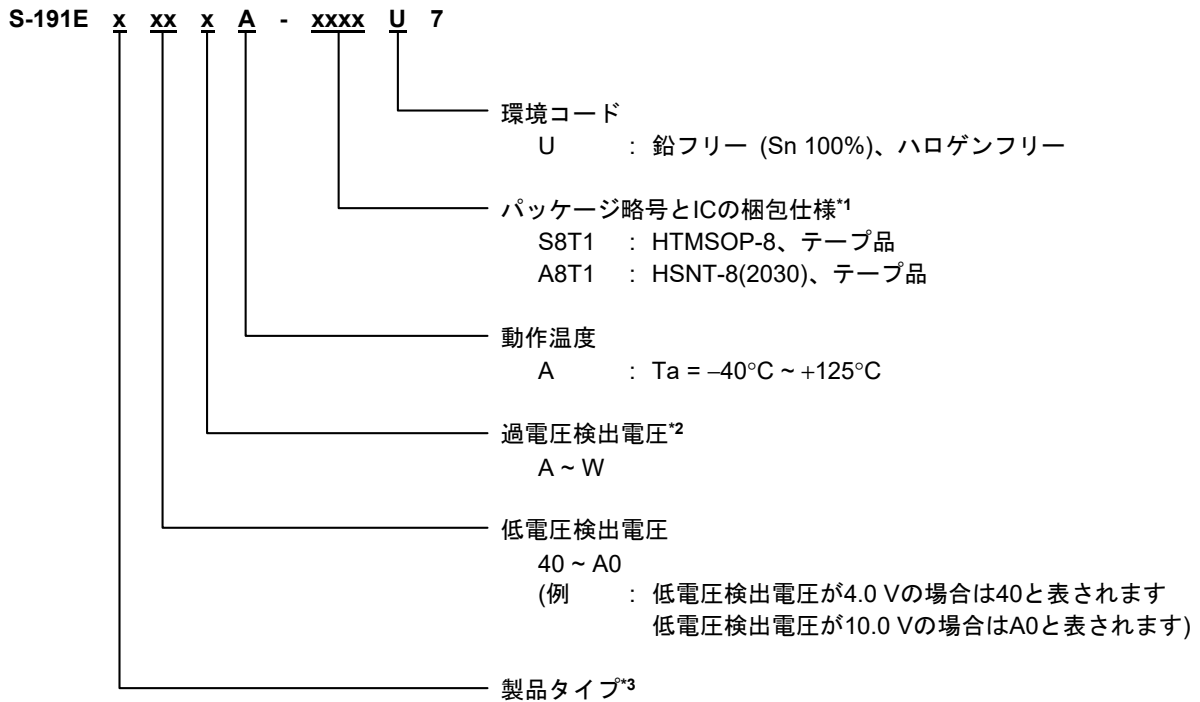 S-191E x xx x A - xxxx U 7
環境コード
U : 鉛フリー (Sn 100%)、ハロゲンフリー
パッケージ略号とICの梱包仕様*1
S8T1 : HTMSOP-8、テープ品
A8T1 : HSNT-8(2030)、テープ品
動作温度
A : Ta = −40°C ~ +125°C
過電圧検出電圧*2
A ~ W
低電圧検出電圧
40 ~ A0
(例 : 低電圧検出電圧が4.0 Vの場合は40と表されます
低電圧検出電圧が10.0 Vの場合はA0と表されます)
製品タイプ*3